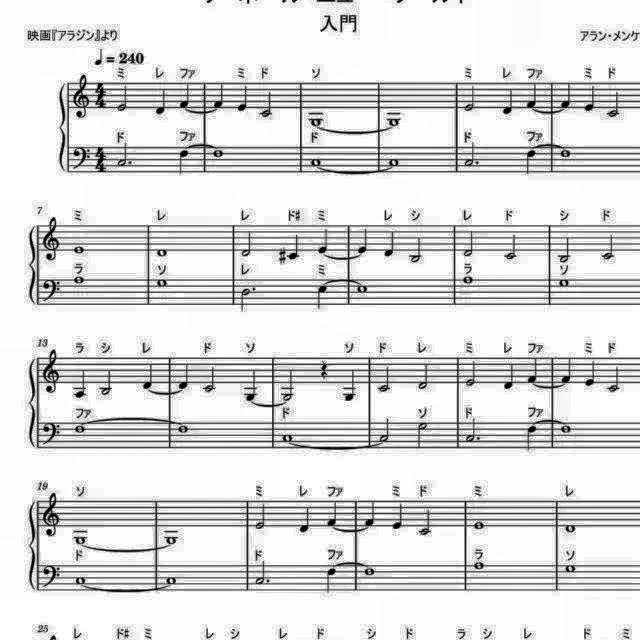 入門
映画『アラジン』より
アラン・メンケ
♩= 240
ミ レ ファ ミ ド ソ ミ レ ファ ミ ド
ド ファ ド ド ファ
7
ミ レ レ ド# ミ レ シ レ ド シ ド
ラ ソ レ ミ ラ ソ
13
ラ シ レ ド ソ ソ ド レ ミ レ ファ ミ ド
ファ ド ソ ド ファ
19
ソ ミ レ ファ ミ ド ミ レ
ド ド ファ ラ ソ
25
レ ド# ミ レ シ レ ド シ ド ラ シ レ ド